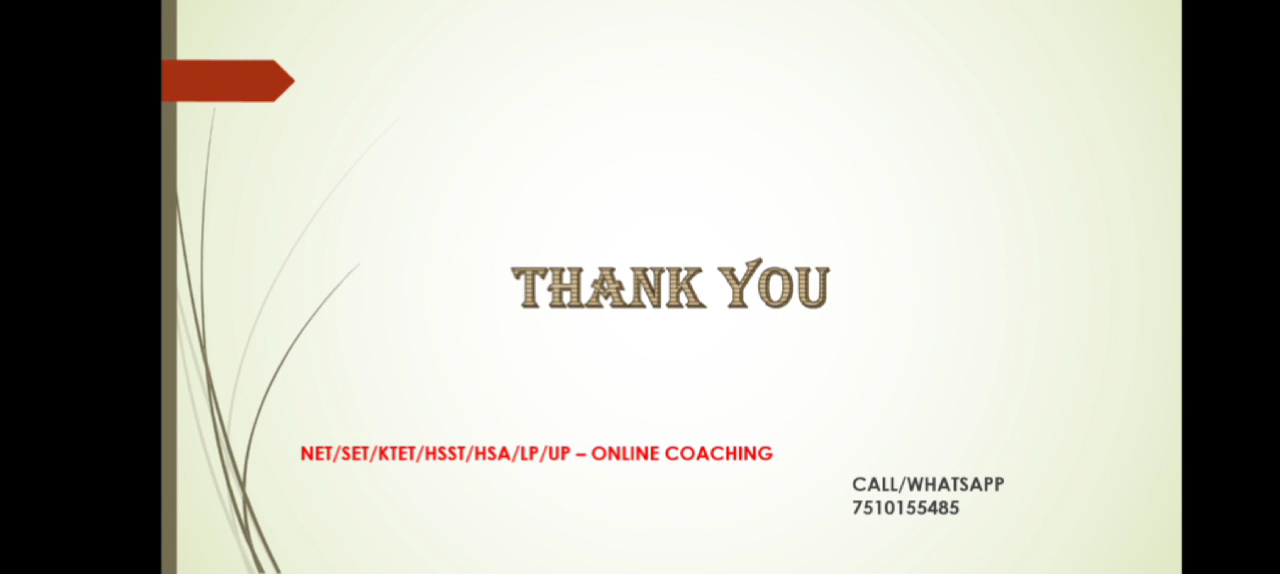 THANK YOU
NET/SET/KTET/HSST/HSA/LP/UP – ONLINE COACHING
CALL/WHATSAPP
7510155485